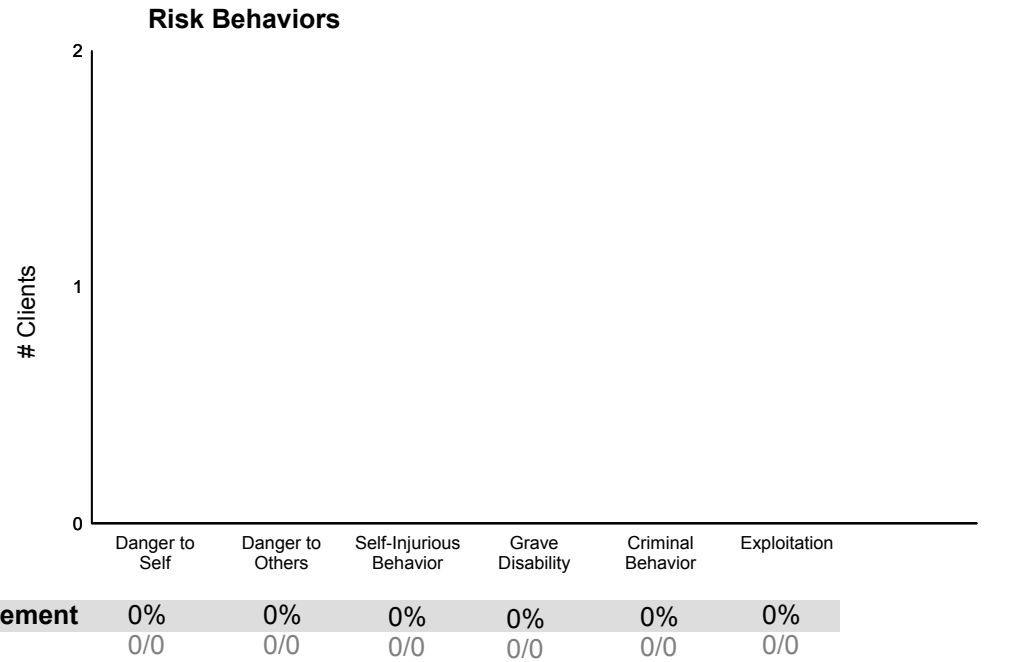 Risk Behaviors
2
1
0
# Clients
Danger to Self
Danger to Others
Self-Injurious Behavior
Grave Disability
Criminal Behavior
Exploitation
ement 0% 0% 0% 0% 0% 0%
0/0 0/0 0/0 0/0 0/0 0/0